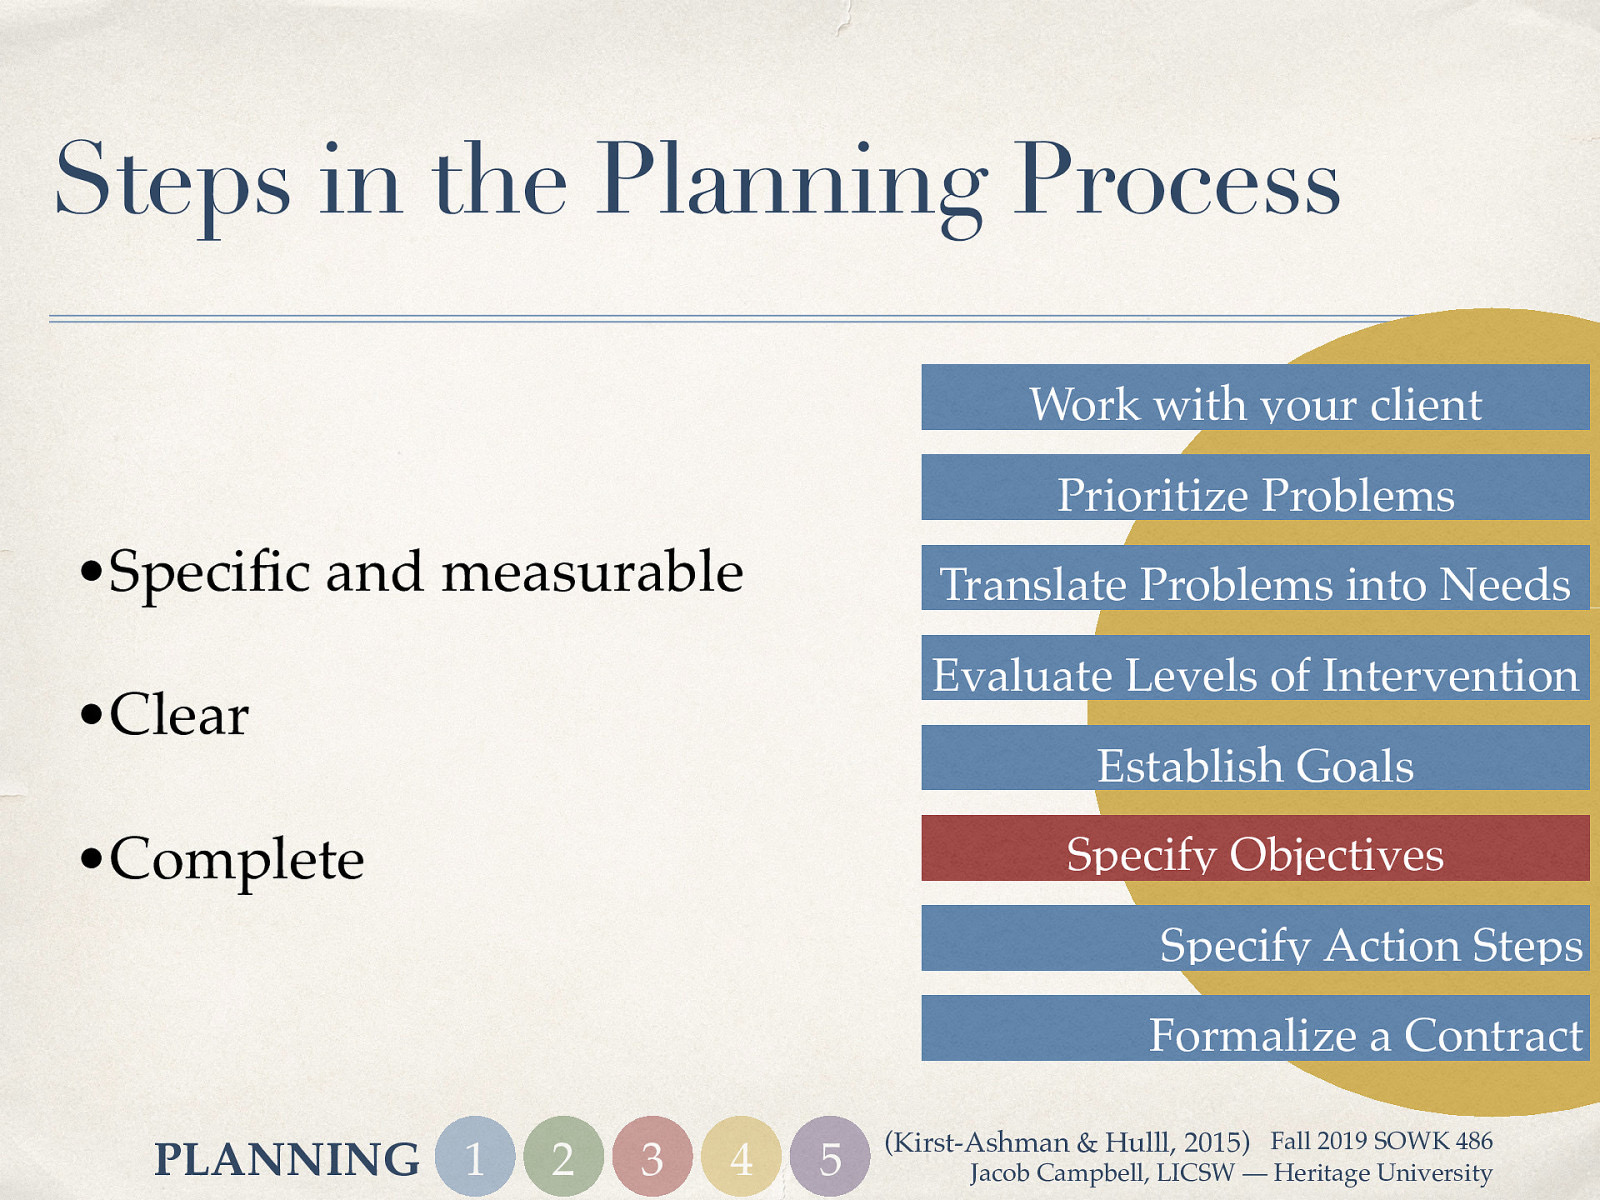 Steps in the Planning Process
•Specific and measurable
•Clear
•Complete
Work with your client
Prioritize Problems
Translate Problems into Needs
Evaluate Levels of Intervention
Establish Goals
Specify Objectives
Specify Action Steps
Formalize a Contract
PLANNING 1 2 3 4 5
(Kirst-Ashman & Hulll, 2015) Fall 2019 SOWK 486
Jacob Campbell, LICSW — Heritage University